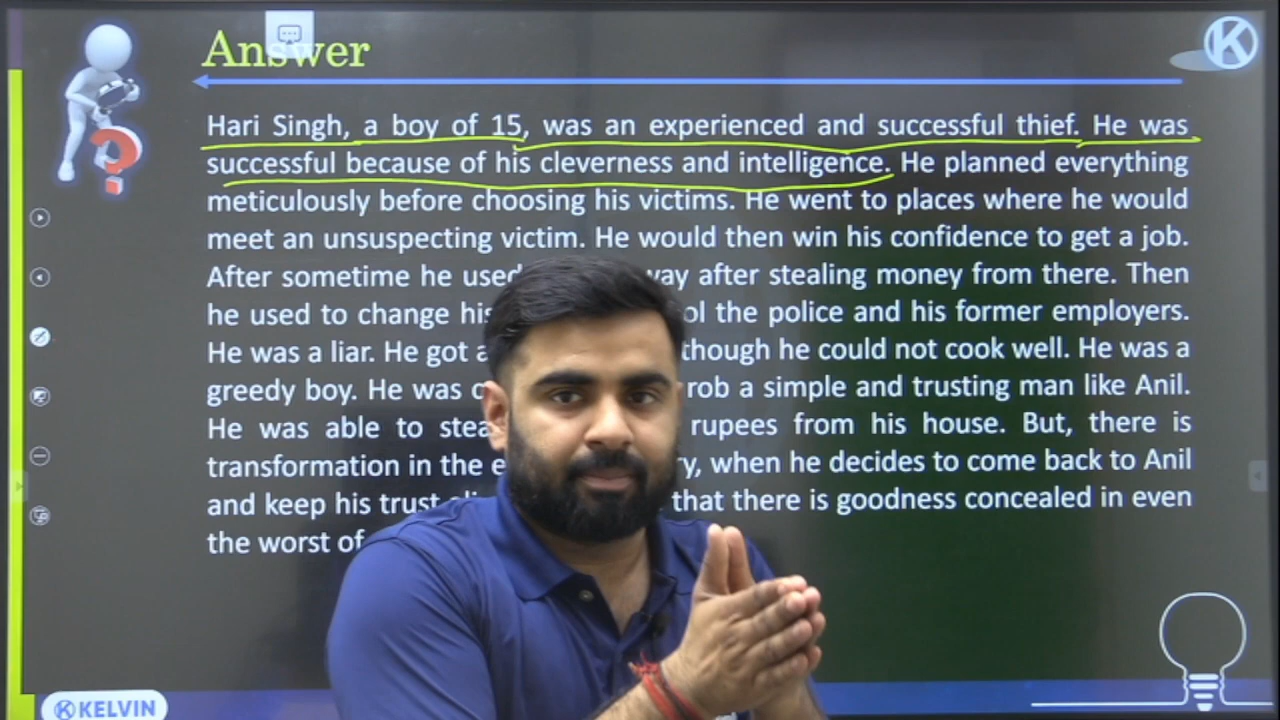 Answer
Hari Singh, a boy of 15, was an experienced and successful thief. He was
successful because of his cleverness and intelligence. He planned everything
meticulously before choosing his victims. He went to places where he would
meet an unsuspecting victim. He would then win his confidence to get a job.
After sometime he used way after stealing money from there. Then
he used to change his the police and his former employers.
He was a liar. He got a though he could not cook well. He was a
greedy boy. He was rob a simple and trusting man like Anil.
He was able to rupees from his house. But, there is
transformation in the when he decides to come back to Anil
and keep his trust that there is goodness concealed in even
the worst of
K
KELVIN